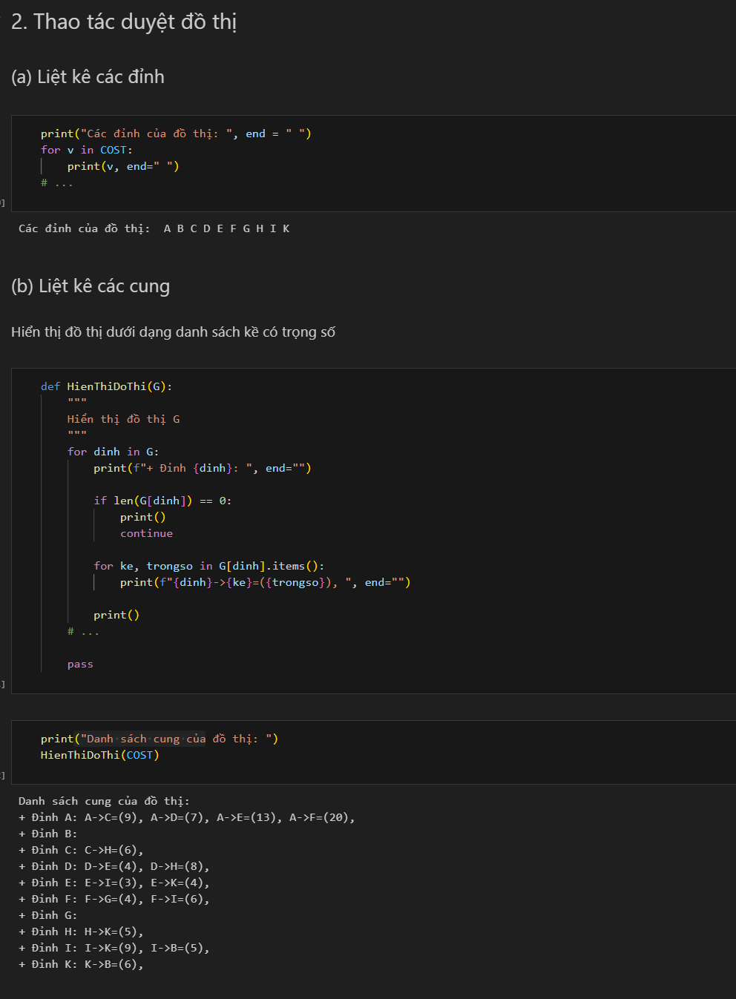 2. Thao tác duyệt đồ thị
(a) Liệt kê các đỉnh
print("Các đỉnh của đồ thị: ", end = " ")
for v in COST:
    print(v, end=" ")
# ...
Các đỉnh của đồ thị:  A B C D E F G H I K
(b) Liệt kê các cung
Hiển thị đồ thị dưới dạng danh sách kề có trọng số
def HienThiDoThi(G):
    """
    Hiển thị đồ thị G
    """
    for dinh in G:
        print(f"+ Đỉnh {dinh}: ", end="")
        if len(G[dinh]) == 0:
            print()
            continue
        for ke, trongso in G[dinh].items():
            print(f"{dinh}->{ke}=({trongso}), ", end="")
        print()
    # ...
    pass
print("Danh sách cung của đồ thị: ")
HienThiDoThi(COST)
Danh sách cung của đồ thị:
+ Đỉnh A: A->C=(9), A->D=(7), A->E=(13), A->F=(20),
+ Đỉnh B:
+ Đỉnh C: C->H=(6),
+ Đỉnh D: D->E=(4), D->H=(8),
+ Đỉnh E: E->I=(3), E->K=(4),
+ Đỉnh F: F->G=(4), F->I=(6),
+ Đỉnh G:
+ Đỉnh H: H->K=(5),
+ Đỉnh I: I->K=(9), I->B=(5),
+ Đỉnh K: K->B=(6),